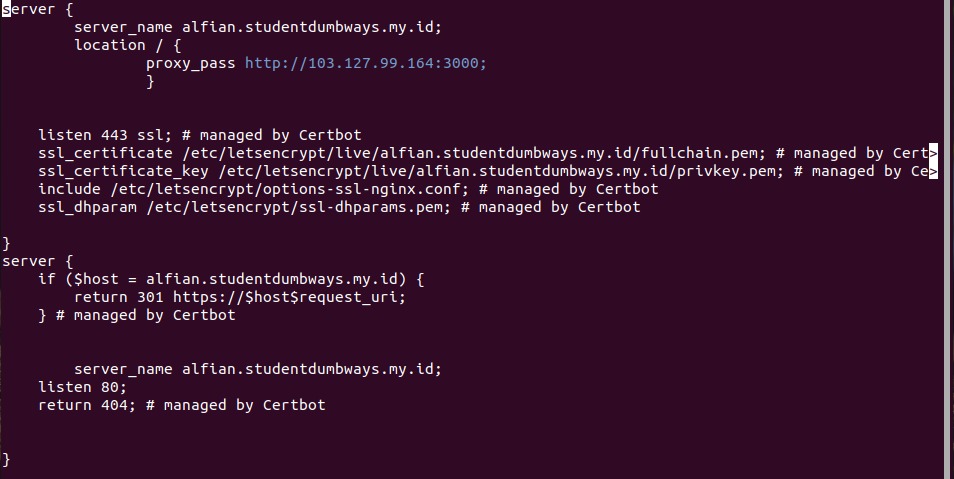 server {
        server_name alfian.studentdumbways.my.id;
        location / {
                proxy_pass http://103.127.99.164:3000;
                }
    listen 443 ssl; # managed by Certbot
    ssl_certificate /etc/letsencrypt/live/alfian.studentdumbways.my.id/fullchain.pem; # managed by Cert>
    ssl_certificate_key /etc/letsencrypt/live/alfian.studentdumbways.my.id/privkey.pem; # managed by Ce>
    include /etc/letsencrypt/options-ssl-nginx.conf; # managed by Certbot
    ssl_dhparam /etc/letsencrypt/ssl-dhparams.pem; # managed by Certbot
}
server {
    if ($host = alfian.studentdumbways.my.id) {
        return 301 https://$host$request_uri;
    } # managed by Certbot
        server_name alfian.studentdumbways.my.id;
    listen 80;
    return 404; # managed by Certbot
}